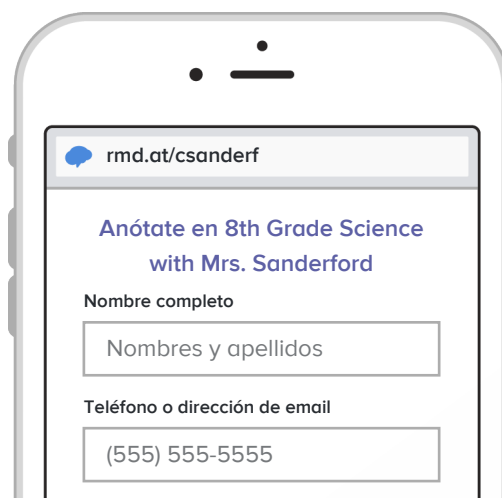 rmd.at/csanderf
Anótate en 8th Grade Science
with Mrs. Sanderford
Nombre completo
Nombres y apellidos
Teléfono o dirección de email
(555) 555-5555